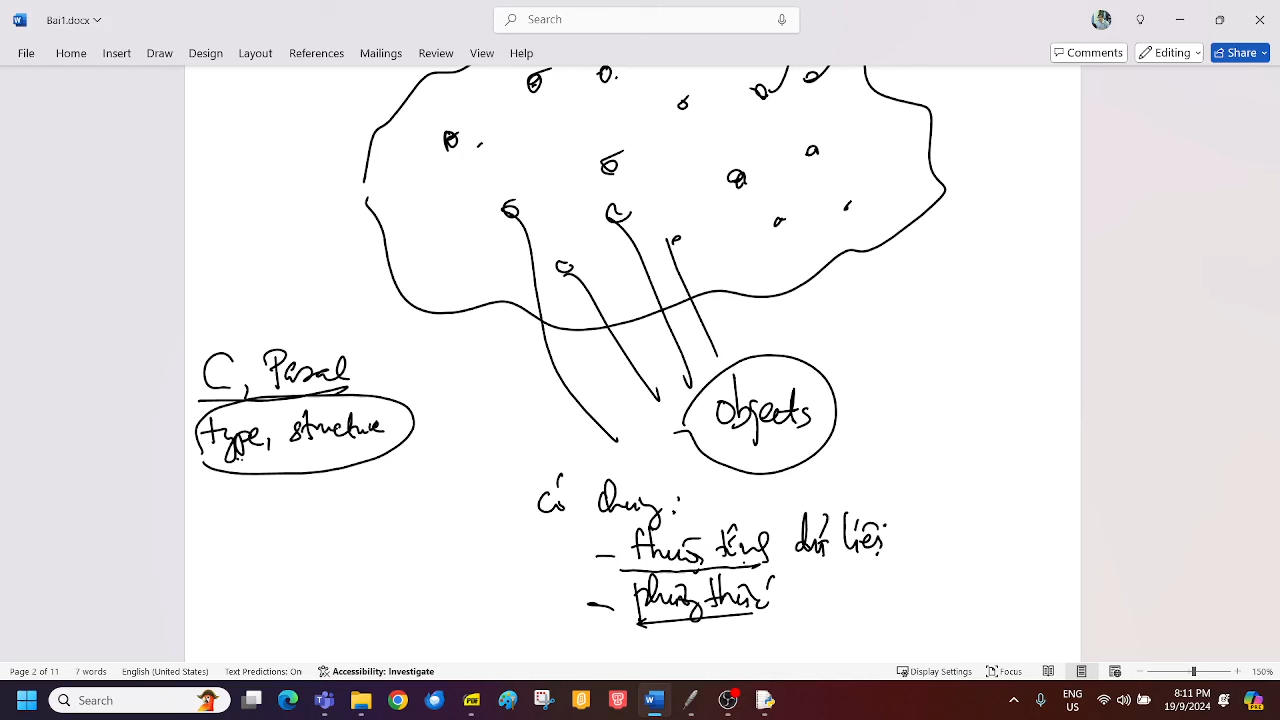 Bai1.docx
Search
File Home Insert Draw Design Layout References Mailings Review View Help
Comments Editing Share
C, Pascal
type, structure
objects
có chung:
- thuộc tính dữ liệu
- phương thức
Page 2 of 11 7 words English (United States) Text Predictions: On Accessibility: Investigate
Display Settings Focus 150%
Search
ENG
US
8:11 PM
19/9/2024